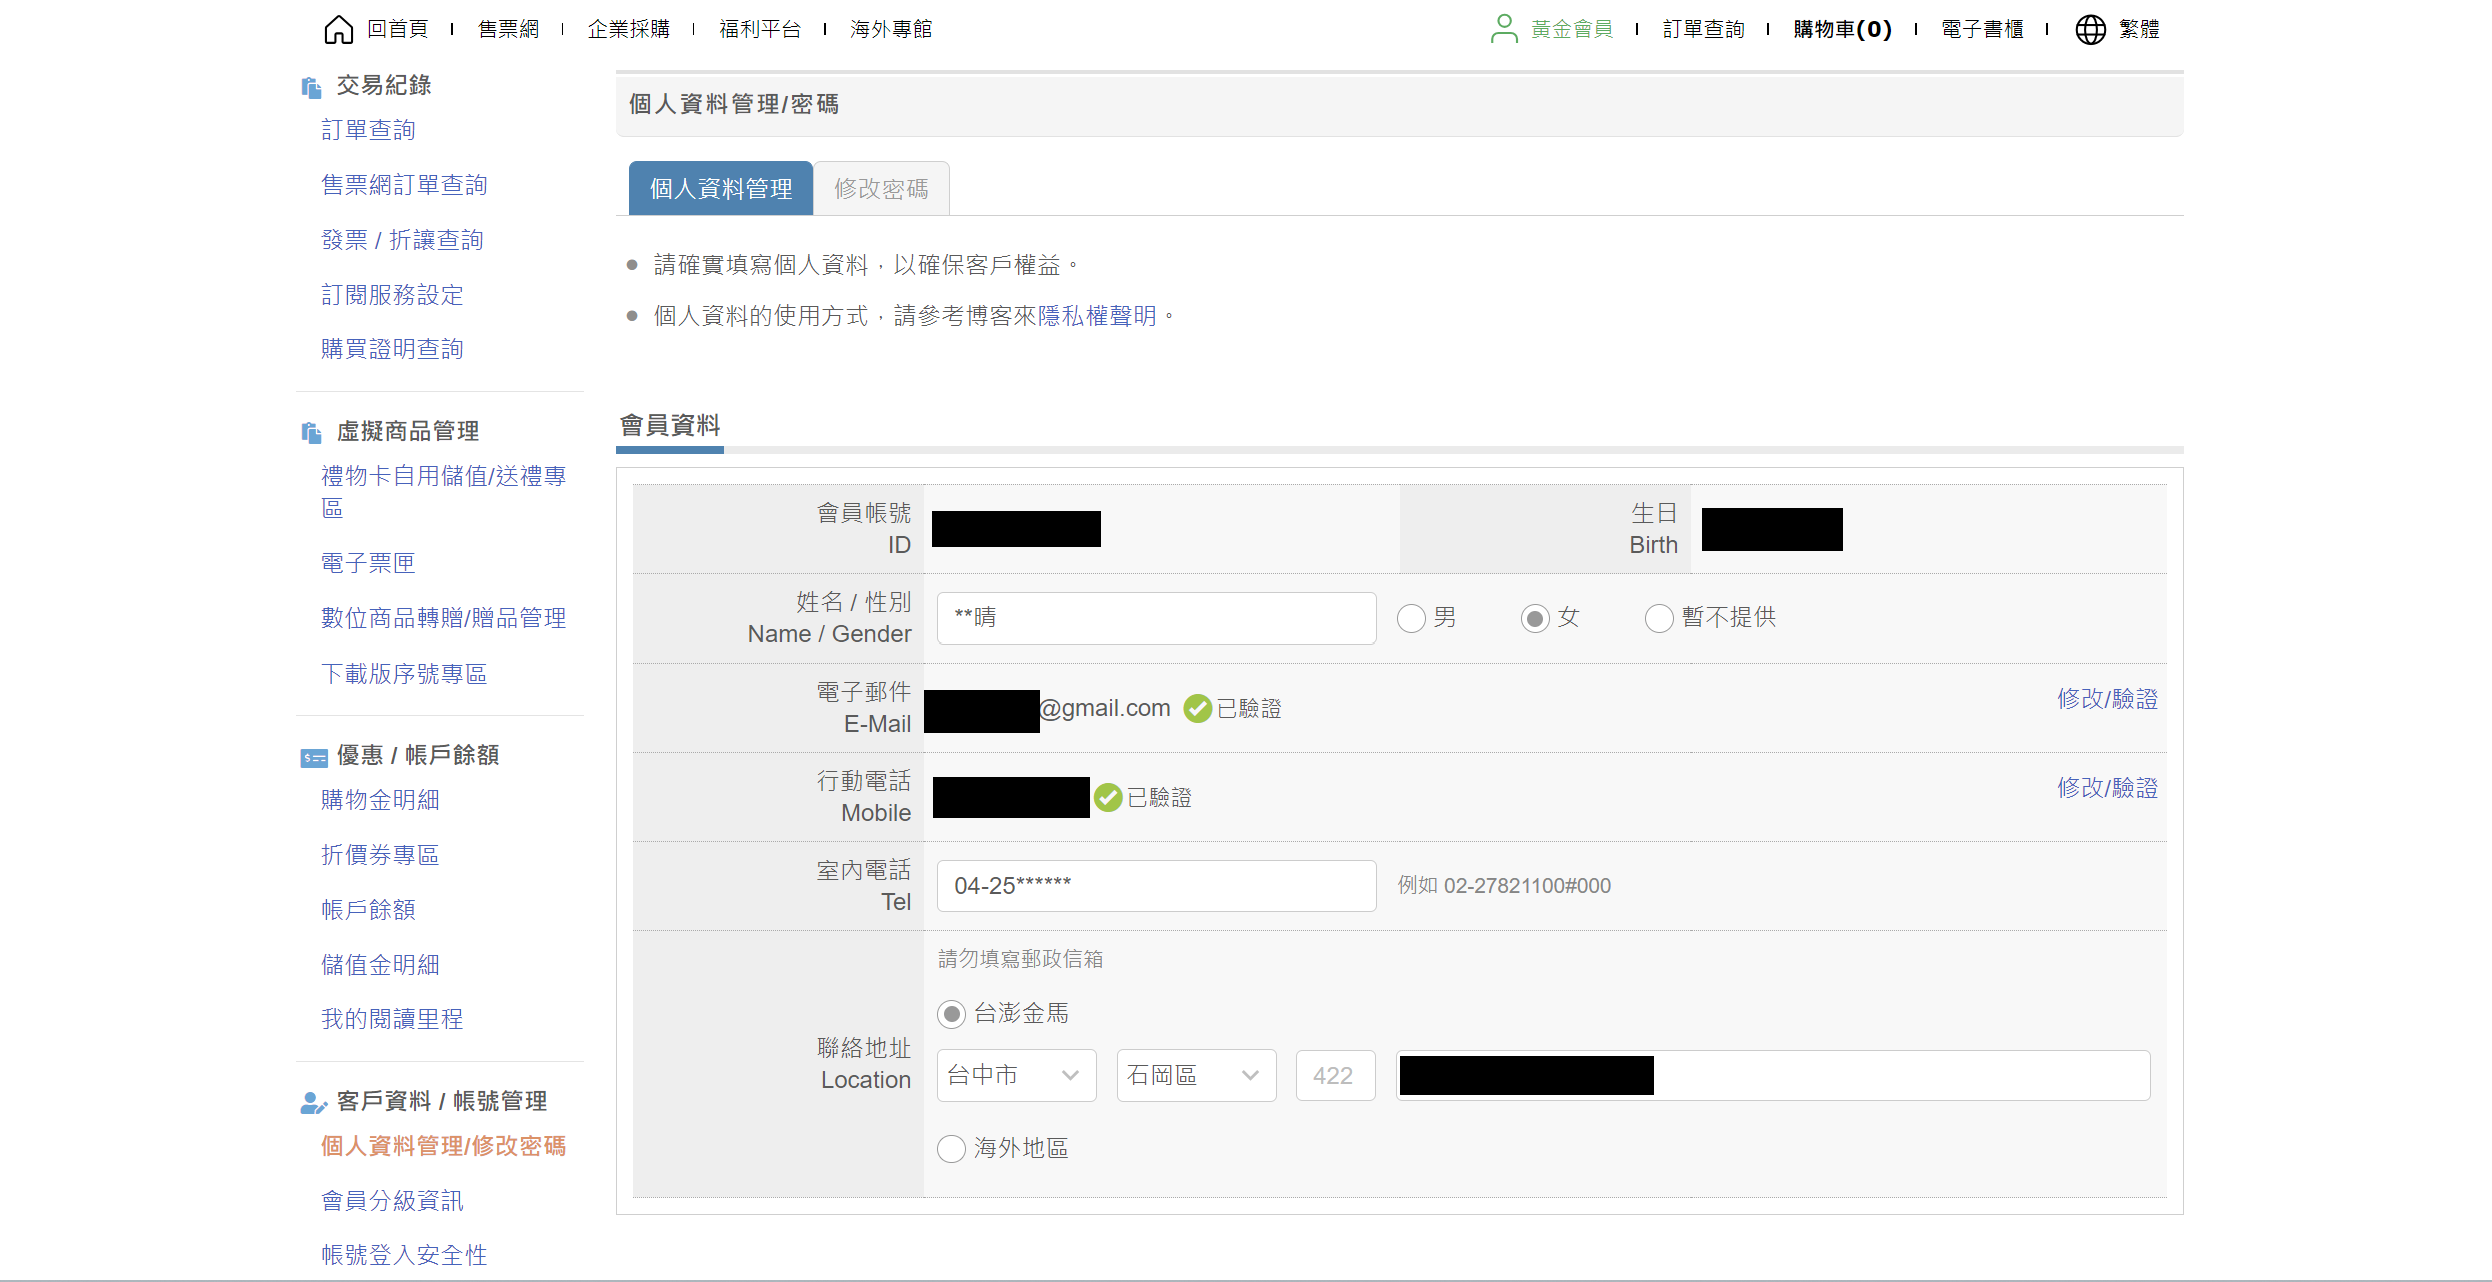 回首頁 售票網 企業採購 福利平台 海外專館 黃金會員 訂單查詢 購物車(0) 電子書櫃 繁體
交易紀錄
訂單查詢
售票網訂單查詢
發票 / 折讓查詢
訂閱服務設定
購買證明查詢
虛擬商品管理
禮物卡自用儲值/送禮專
區
電子票匣
數位商品轉贈/贈品管理
下載版序號專區
優惠 / 帳戶餘額
購物金明細
折價券專區
帳戶餘額
儲值金明細
我的閱讀里程
客戶資料 / 帳號管理
個人資料管理/修改密碼
會員分級資訊
帳號登入安全性
個人資料管理/密碼
個人資料管理 修改密碼
請確實填寫個人資料，以確保客戶權益。
個人資料的使用方式，請參考博客來隱私權聲明。
會員資料
會員帳號
ID
生日
Birth
姓名 / 性別
Name / Gender
**晴 男 女 暫不提供
電子郵件
E-Mail
@gmail.com 已驗證 修改/驗證
行動電話
Mobile
已驗證 修改/驗證
室內電話
Tel
04-25****** 例如 02-27821100#000
聯絡地址
Location
請勿填寫郵政信箱
台澎金馬
台中市 石岡區 422
海外地區